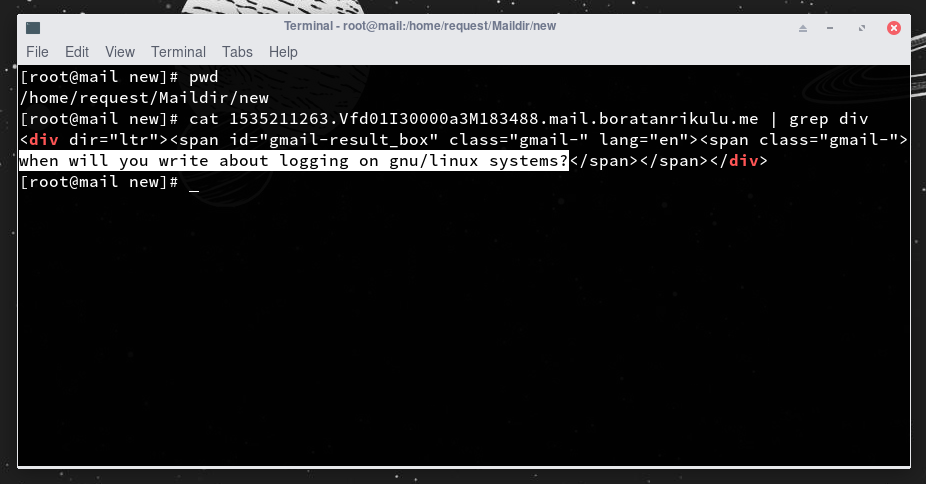 Terminal - root@mail:/home/request/Maildir/new
File Edit View Terminal Tabs Help
[root@mail new]# pwd
/home/request/Maildir/new
[root@mail new]# cat 1535211263.Vfd01I30000a3M183488.mail.boratanrikulu.me | grep div
<div dir="ltr"><span id="gmail-result_box" class="gmail-" lang="en"><span class="gmail-">
when will you write about logging on gnu/linux systems?</span></span></div>
[root@mail new]# _